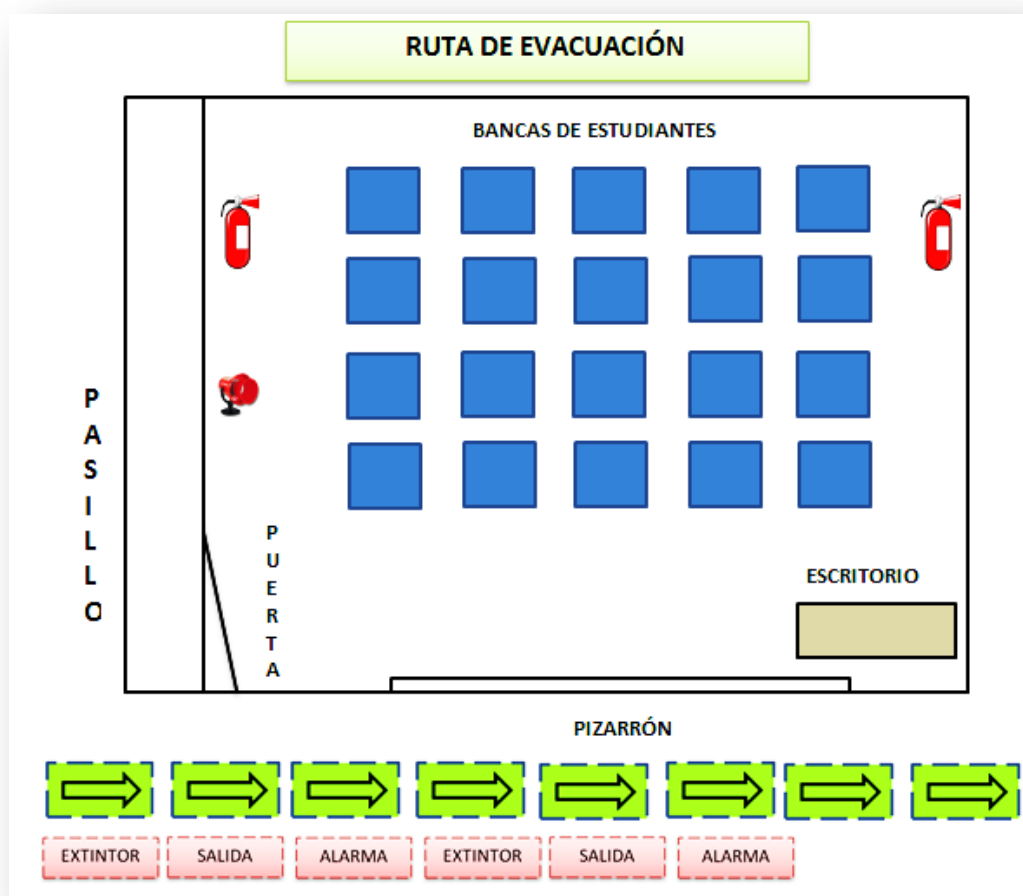 RUTA DE EVACUACIÓN
BANCAS DE ESTUDIANTES
PASILLO
PUERTA
ESCRITORIO
PIZARRÓN
EXTINTOR SALIDA ALARMA EXTINTOR SALIDA ALARMA